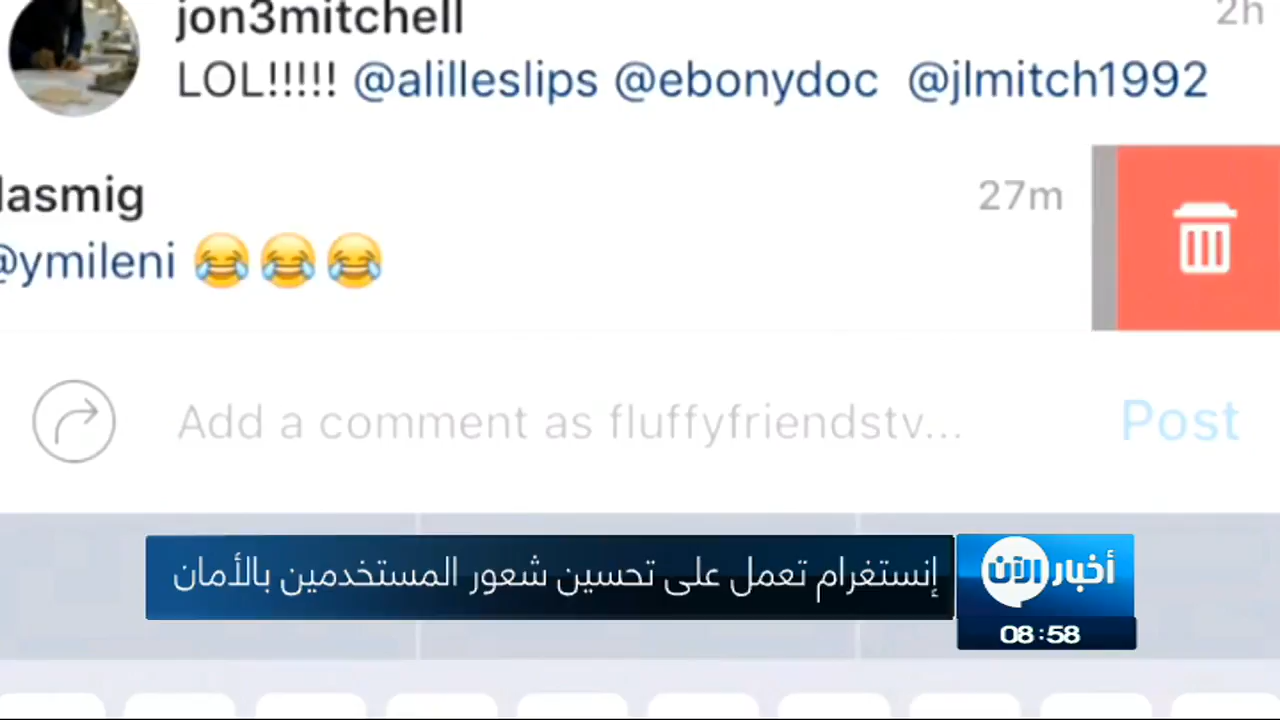 jon3mitchell 2h
LOL!!!!! @alilleslips @ebonydoc @jlmitch1992
lasmig 27m
@ymileni 😂😂😂
Add a comment as fluffyfriendstv... Post
إنستغرام تعمل على تحسين شعور المستخدمين بالأمان
أخبار الآن
08:58